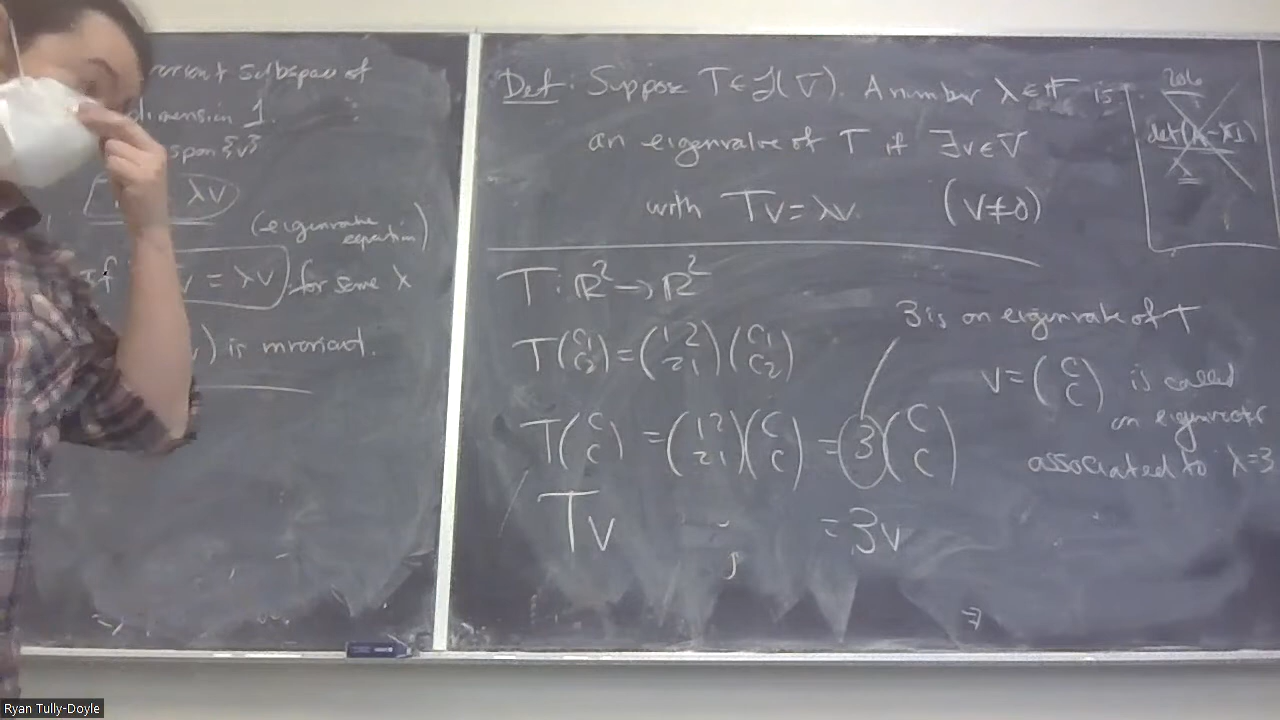 subspace of
dimension 1.
span {v}
λv
(eigenvalue
equation)
If v = λv for some λ
v) is invariant.
Def: Suppose T ∈ L(V). A number λ ∈ F is
an eigenvalue of T if ∃ v ∈ V
with Tv = λv (v ≠ 0)
206
det(A - λI)
λ
T: ℝ² → ℝ²
T(c₁ c₂) = (1 2 2 1)(c₁ c₂)
T(c c) = (1 2 2 1)(c c) = 3(c c)
Tv = 3v
3 is an eigenvalue of T
v = (c c) is called
an eigenvector
associated to λ = 3
Ryan Tully-Doyle